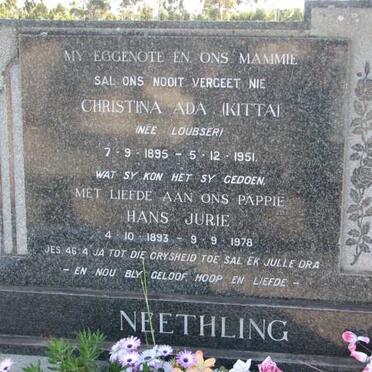 MY EGGENOTE EN ONS MAMMIE
SAL ONS NOOIT VERGEET NIE
CHRISTINA ADA (KITTA)
(NÉE LOUBSER)
7-9-1895 - 5-12-1951.
WAT SY KON HET SY GEDOEN,
MET LIEFDE AAN ONS PAPPIE
HANS JURIE
4-10-1893 - 9-9-1978
JES. 46:4 JA TOT DIE GRYSHEID TOE SAL EK JULLE DRA
- EN NOU BLY GELOOF, HOOP EN LIEFDE -
NEETHLING